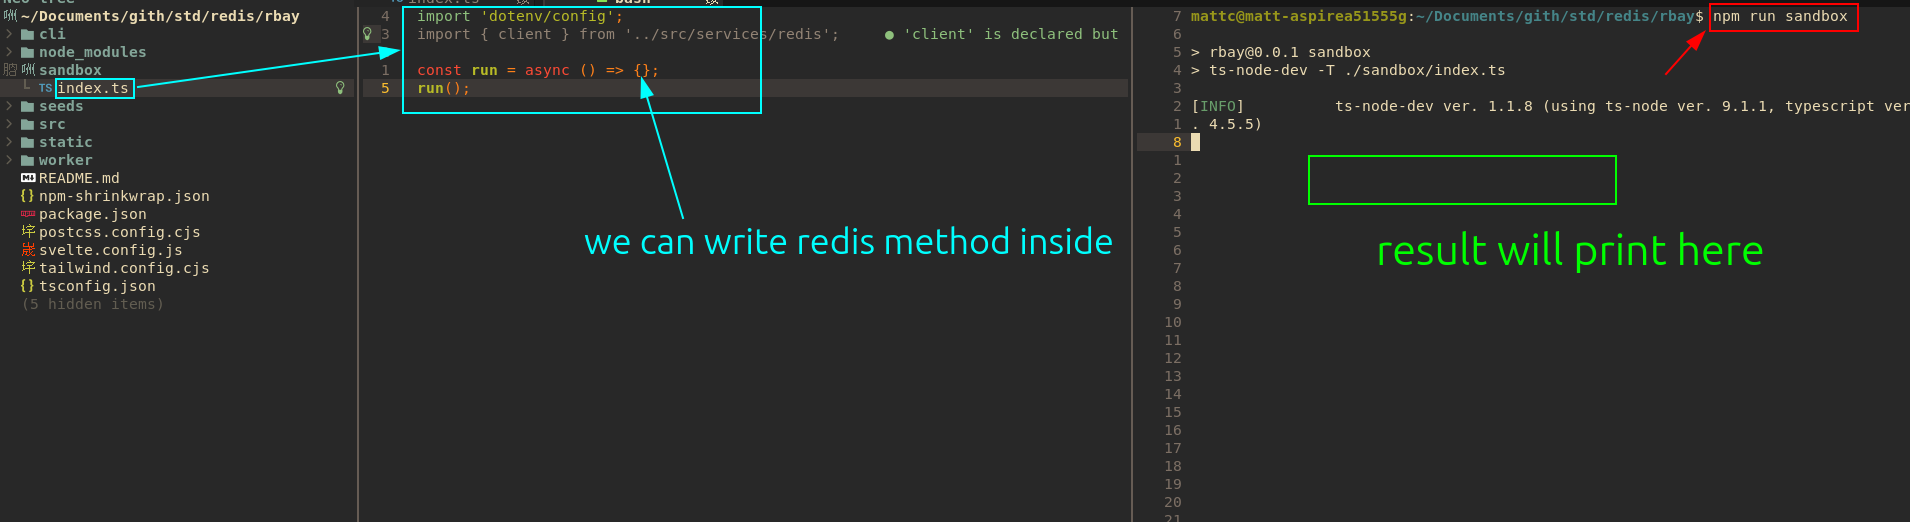 ~/Documents/gith/std/redis/rbay
cli
node_modules
sandbox
TS index.ts
seeds
src
static
worker
README.md
npm-shrinkwrap.json
package.json
postcss.config.cjs
svelte.config.js
tailwind.config.cjs
tsconfig.json
(5 hidden items)
4 import 'dotenv/config';
3 import { client } from '../src/services/redis'; ● 'client' is declared but
1 const run = async () => {};
5 run();
we can write redis method inside
7 mattc@matt-aspirea51555g:~/Documents/gith/std/redis/rbay$ npm run sandbox
6
5 > rbay@0.0.1 sandbox
4 > ts-node-dev -T ./sandbox/index.ts
3
2 [INFO] ts-node-dev ver. 1.1.8 (using ts-node ver. 9.1.1, typescript ver
1 . 4.5.5)
8
1
2
3
4
5
6
7
8
9
10
11
12
13
14
15
16
17
18
19
20
21
result will print here